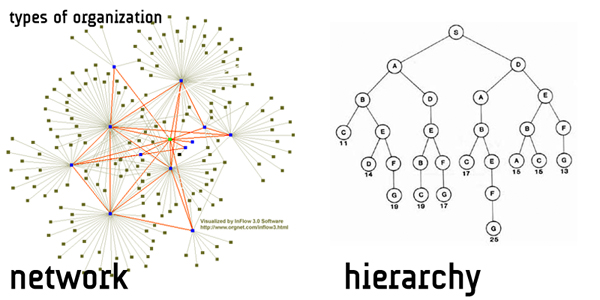 types of organization
Visualized by InFlow 3.0 Software
http://www.orgnet.com/inflow3.html
network
S
A D
B D A E
C E E B B F
11
D F B F C E A C G
14 17 15 15 13
G C G F
19 19 17
G
25
hierarchy